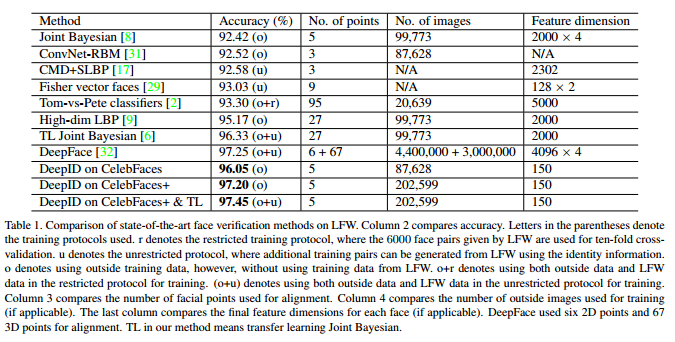 Method Accuracy (%) No. of points No. of images Feature dimension
Joint Bayesian [8] 92.42 (o) 5 99,773 2000 × 4
ConvNet-RBM [31] 92.52 (o) 3 87,628 N/A
CMD+SLBP [17] 92.58 (u) 3 N/A 2302
Fisher vector faces [29] 93.03 (u) 9 N/A 128 × 2
Tom-vs-Pete classifiers [2] 93.30 (o+r) 95 20,639 5000
High-dim LBP [9] 95.17 (o) 27 99,773 2000
TL Joint Bayesian [6] 96.33 (o+u) 27 99,773 2000
DeepFace [32] 97.25 (o+u) 6 + 67 4,400,000 + 3,000,000 4096 × 4
DeepID on CelebFaces 96.05 (o) 5 87,628 150
DeepID on CelebFaces+ 97.20 (o) 5 202,599 150
DeepID on CelebFaces+ & TL 97.45 (o+u) 5 202,599 150
Table 1. Comparison of state-of-the-art face verification methods on LFW. Column 2 compares accuracy. Letters in the parentheses denote
the training protocols used. r denotes the restricted training protocol, where the 6000 face pairs given by LFW are used for ten-fold cross-
validation. u denotes the unrestricted protocol, where additional training pairs can be generated from LFW using the identity information.
o denotes using outside training data, however, without using training data from LFW. o+r denotes using both outside data and LFW
data in the restricted protocol for training. (o+u) denotes using both outside data and LFW data in the unrestricted protocol for training.
Column 3 compares the number of facial points used for alignment. Column 4 compares the number of outside images used for training
(if applicable). The last column compares the final feature dimensions for each face (if applicable). DeepFace used six 2D points and 67
3D points for alignment. TL in our method means transfer learning Joint Bayesian.